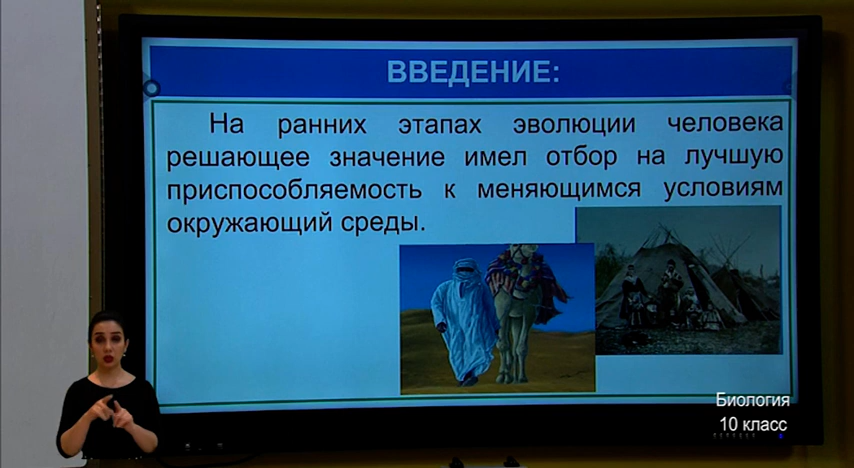 ВВЕДЕНИЕ:
На ранних этапах эволюции человека
решающее значение имел отбор на лучшую
приспособляемость к меняющимся условиям
окружающий среды.
Биология
10 класс